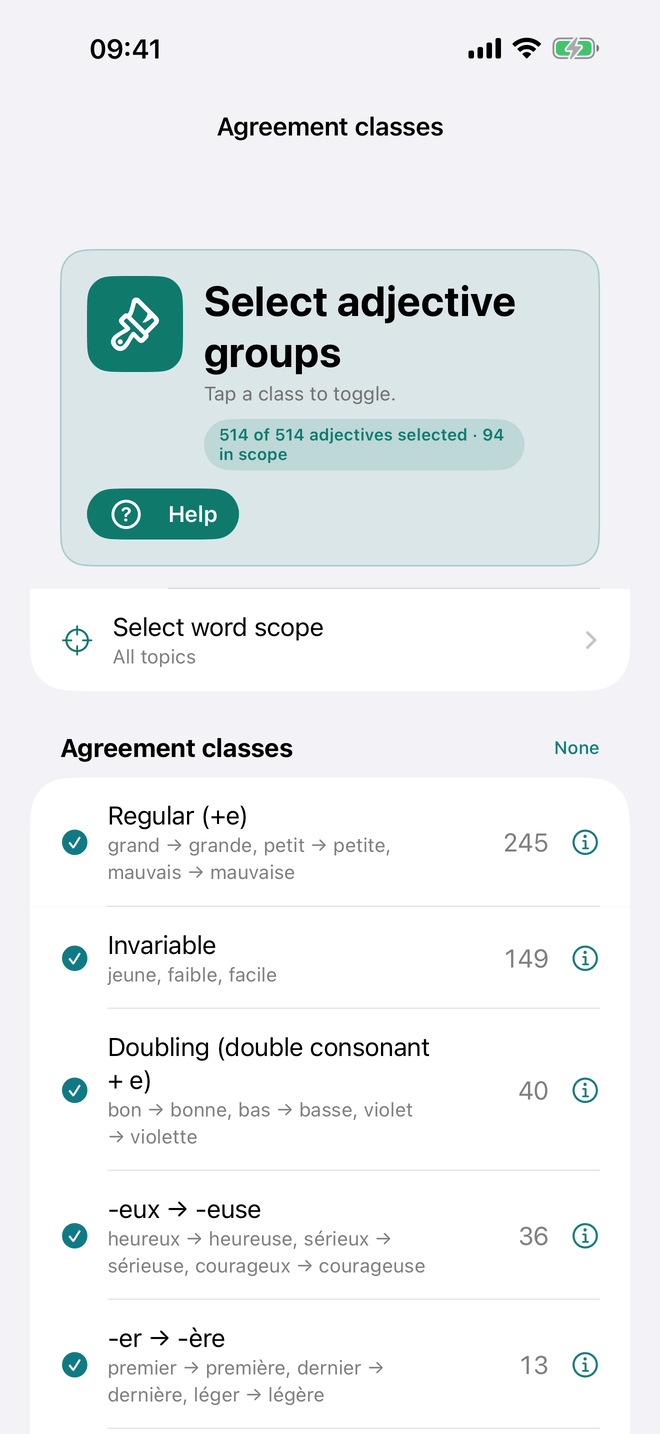 09:41
Agreement classes
Select adjective
groups
Tap a class to toggle.
514 of 514 adjectives selected · 94
in scope
? Help
Select word scope
All topics
Agreement classes
None
Regular (+e)
grand → grande, petit → petite,
mauvais → mauvaise
245
Invariable
jeune, faible, facile
149
Doubling (double consonant
+ e)
bon → bonne, bas → basse, violet
→ violette
40
-eux → -euse
heureux → heureuse, sérieux →
sérieuse, courageux → courageuse
36
-er → -ère
premier → première, dernier →
dernière, léger → légère
13